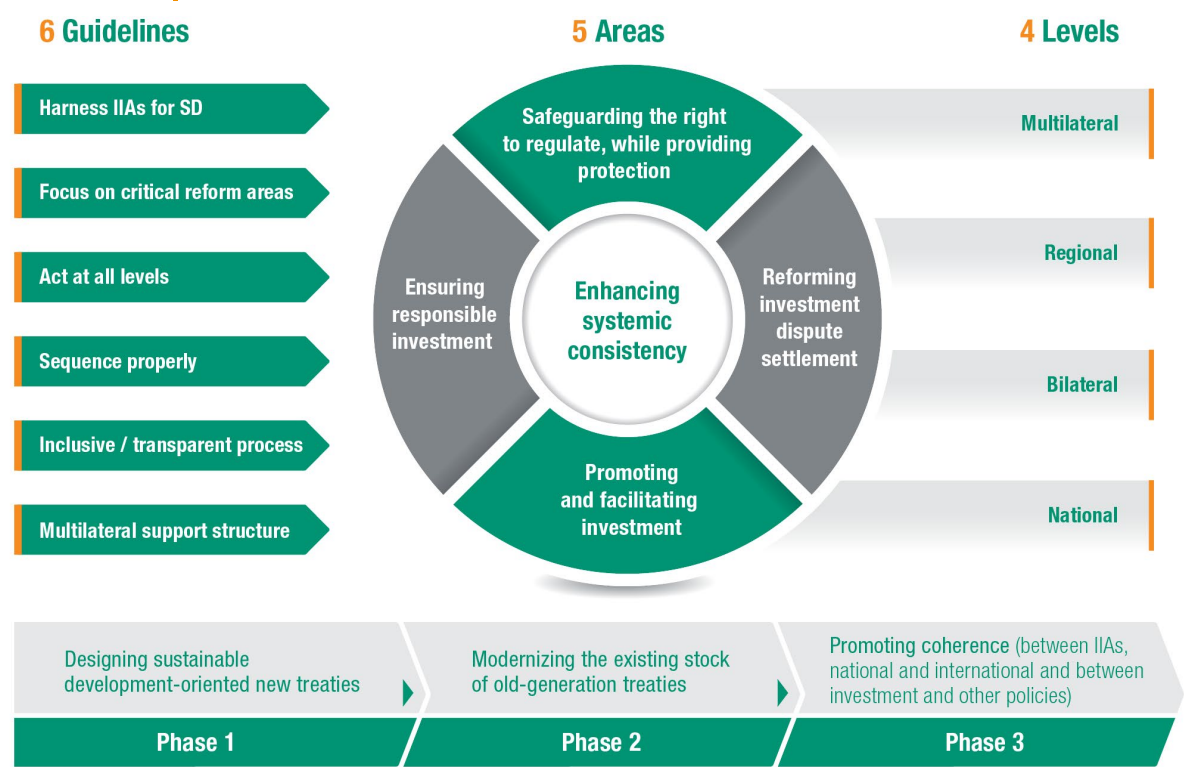 6 Guidelines
Harness IIAs for SD
Focus on critical reform areas
Act at all levels
Sequence properly
Inclusive / transparent process
Multilateral support structure
5 Areas
Safeguarding the right
to regulate, while providing
protection
Ensuring
responsible
investment
Enhancing
systemic
consistency
Reforming
investment
dispute
settlement
Promoting
and facilitating
investment
4 Levels
Multilateral
Regional
Bilateral
National
Designing sustainable
development-oriented new treaties
Phase 1
Modernizing the existing stock
of old-generation treaties
Phase 2
Promoting coherence (between IIAs,
national and international and between
investment and other policies)
Phase 3